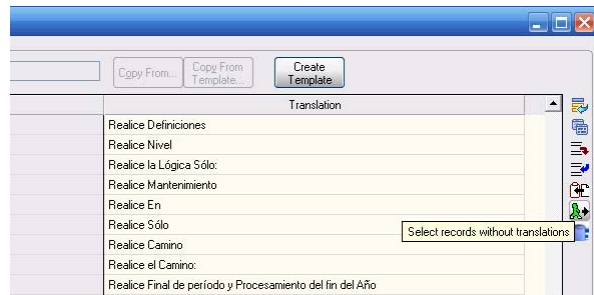 Copy From...
Copy From
Template...
Create
Template
Translation
Realice Definiciones
Realice Nivel
Realice la Lógica Sólo:
Realice Mantenimiento
Realice En
Realice Sólo
Select records without translations
Realice Camino
Realice el Camino:
Realice Final de período y Procesamiento del fin del Año